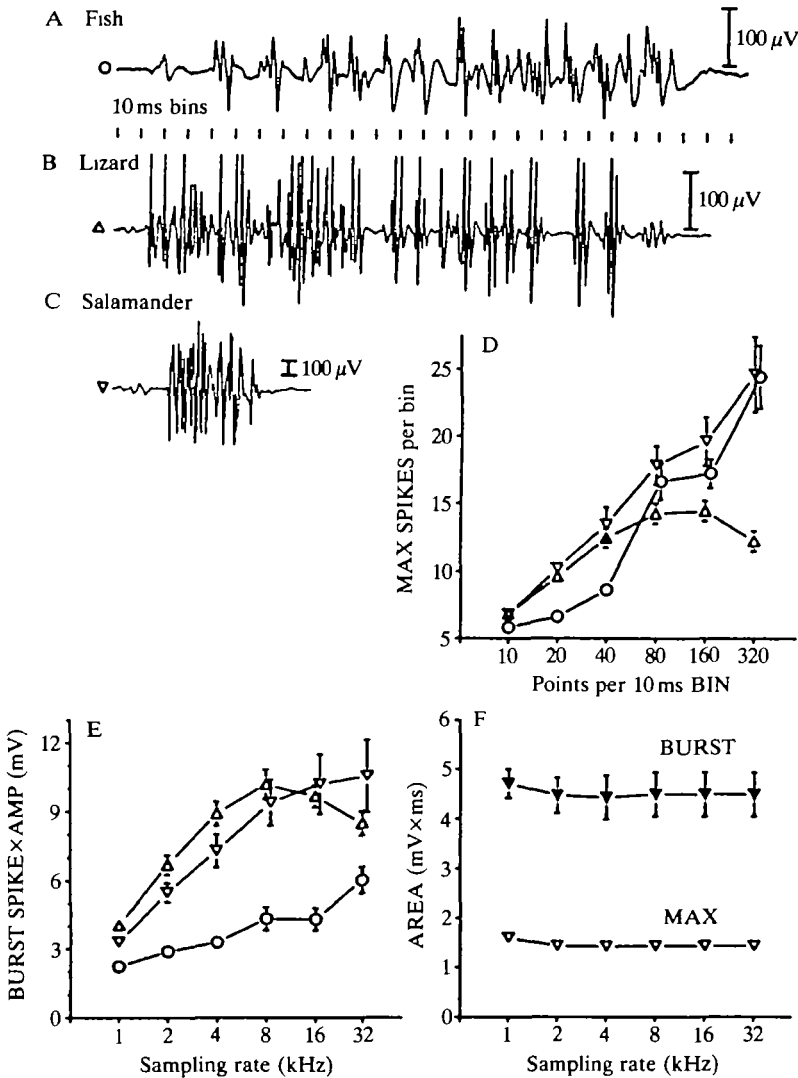 A Fish
100 µV
10 ms bins
B Lizard
100 µV
C Salamander
100 µV
D
MAX SPIKES per bin
25
20
15
10
5
10 20 40 80 160 320
Points per 10 ms BIN
E
BURST SPIKE×AMP (mV)
12
9
6
3
0
1 2 4 8 16 32
Sampling rate (kHz)
F
AREA (mV×ms)
6
5
4
3
2
1
0
BURST
MAX
1 2 4 8 16 32
Sampling rate (kHz)